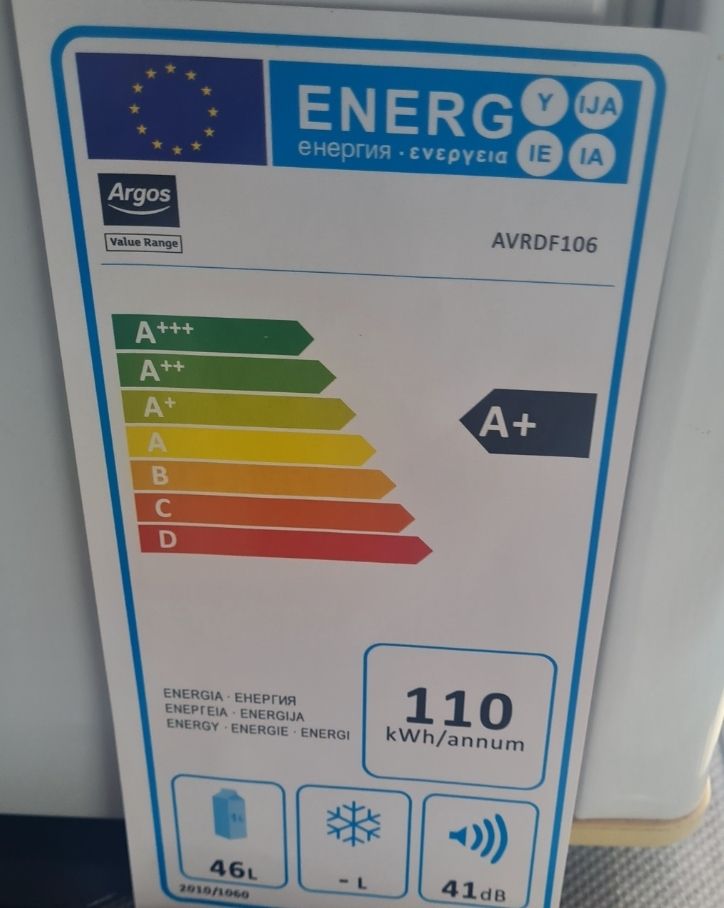 ENERG Y IJA
енергия · ενεργεια IE IA
Argos
Value Range
AVRDF106
A+++
A++
A+
A
B
C
D
A+
ENERGIA · ЕНЕРГИЯ
ΕΝΕΡΓΕΙΑ · ENERGIJA
ENERGY · ENERGIE · ENERGI
110
kWh/annum
46L
- L
41dB
2010/1060